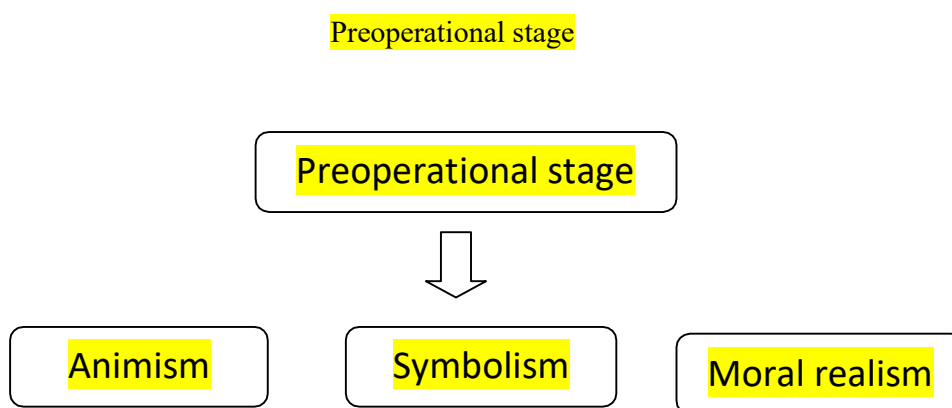 Preoperational stage
Preoperational stage
Animism
Symbolism
Moral realism